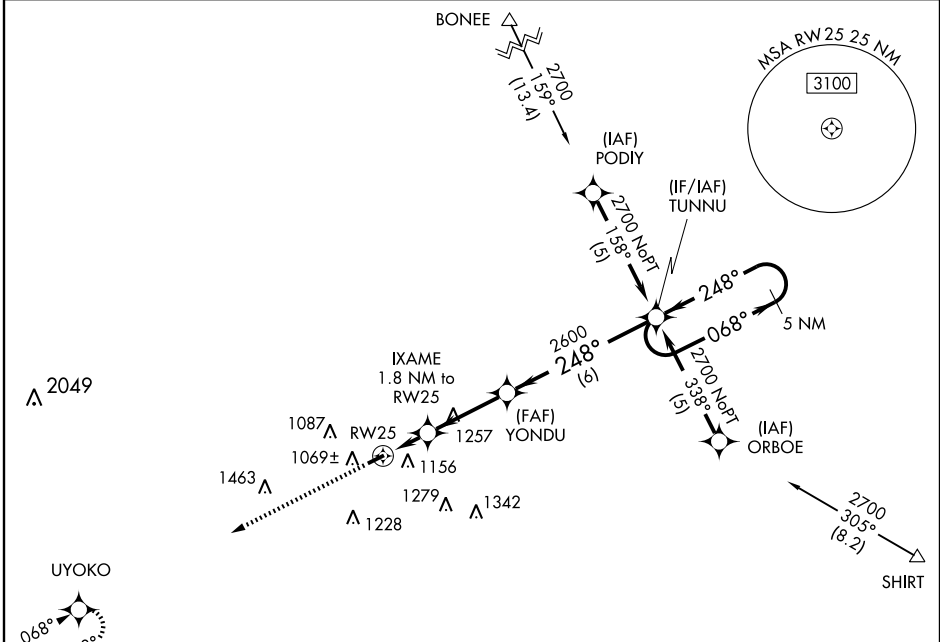 BONEE
2700
159°
(13.4)
MSA RW25 25 NM
3100
(IAF)
PODIY
(IF/IAF)
TUNNU
2700 NoPT
158°
(5)
248°
068°
5 NM
2600
248°
(6)
2700 NoPT
338°
(5)
IXAME
1.8 NM to
RW25
(FAF)
YONDU
(IAF)
ORBOE
2049
1087
RW25
1257
1069±
1156
1463
1279
1342
1228
2700
305°
(8.2)
SHIRT
UYOKO
068°